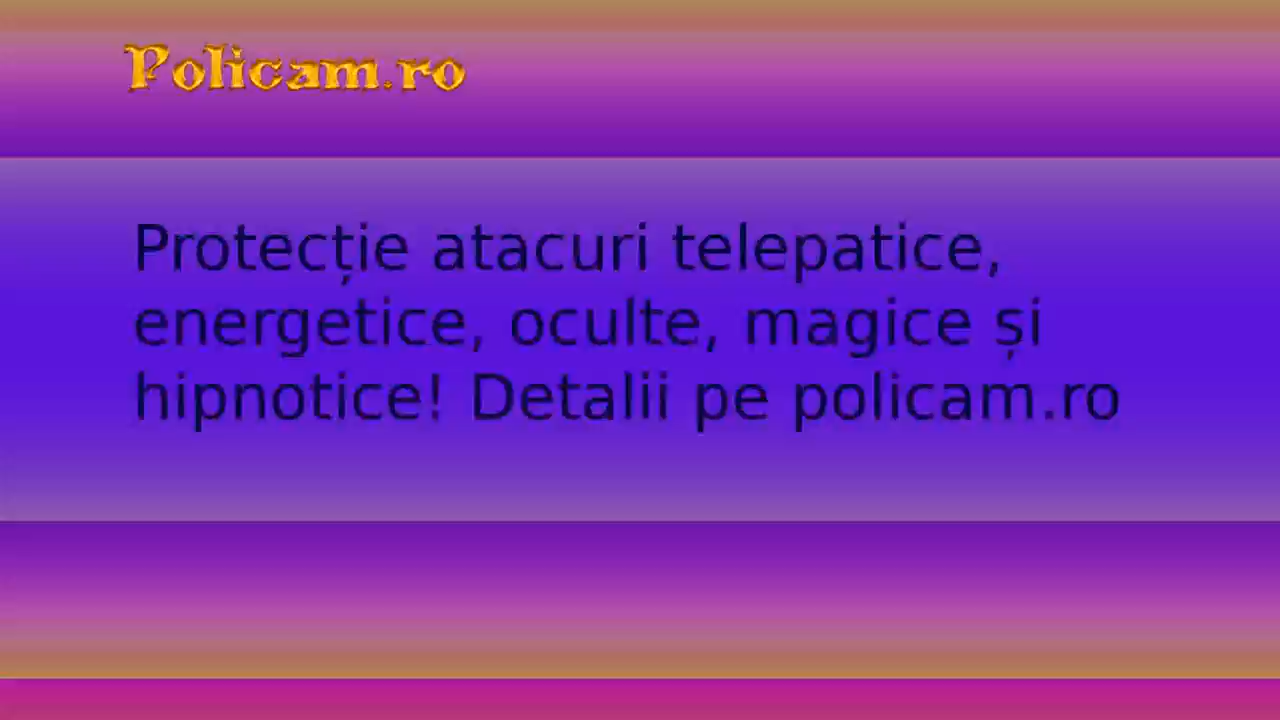 Policam.ro
Protecție atacuri telepatice,
energetice, oculte, magice și
hipnotice! Detalii pe policam.ro